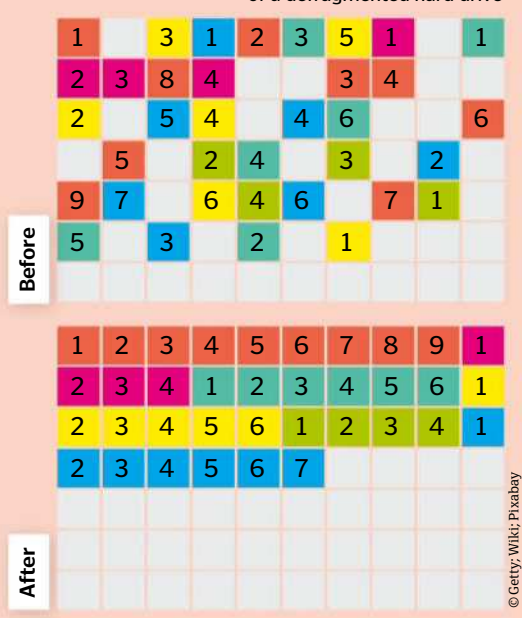 1 3 1 2 3 5 1 1
2 3 8 4 3 4
2 5 4 4 6 6
5 2 4 3 2
9 7 6 4 6 7 1
5 3 2 1
Before
1 2 3 4 5 6 7 8 9 1
2 3 4 1 2 3 4 5 6 1
2 3 4 5 6 1 2 3 4 1
2 3 4 5 6 7
After
© Getty; Wiki; Pixabay